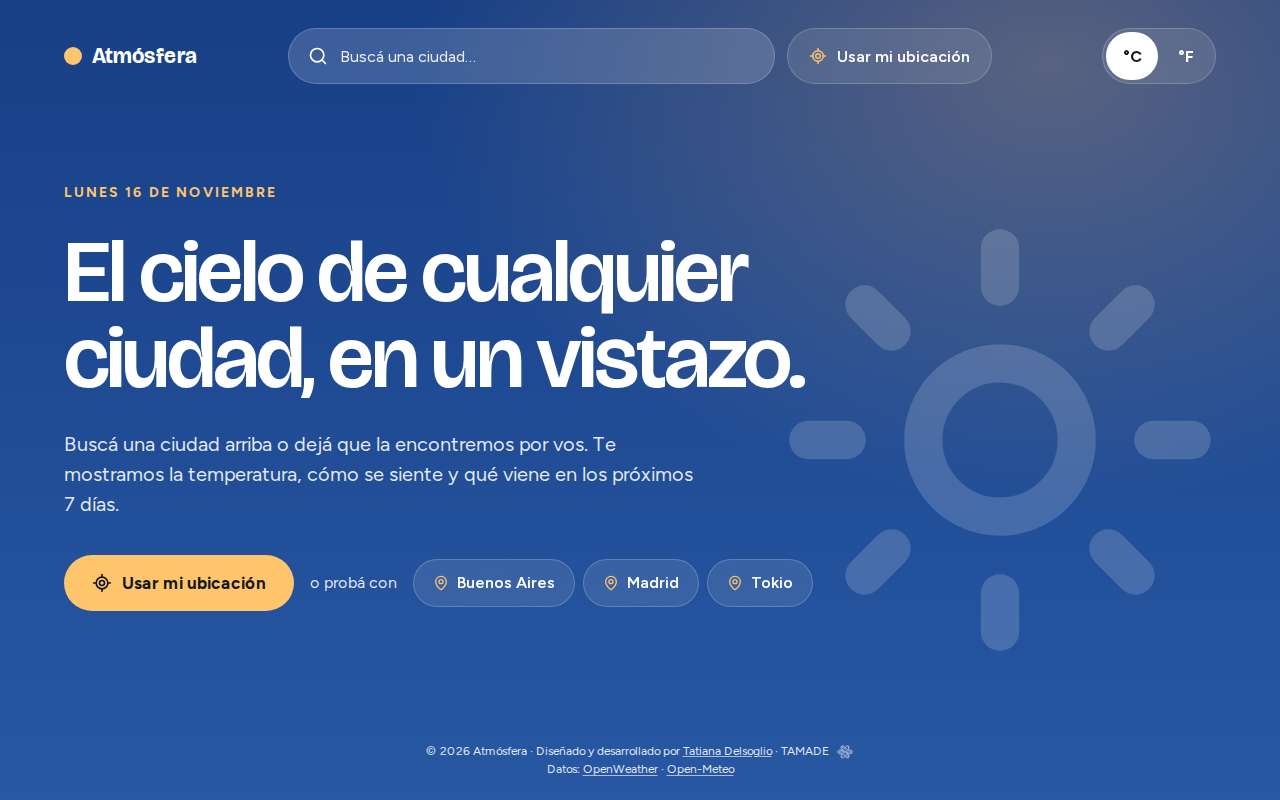 Atmósfera
Buscá una ciudad...
Usar mi ubicación
°C
°F
LUNES 16 DE NOVIEMBRE
El cielo de cualquier
ciudad, en un vistazo.
Buscá una ciudad arriba o dejá que la encontremos por vos. Te
mostramos la temperatura, cómo se siente y qué viene en los próximos
7 días.
Usar mi ubicación
o probá con
Buenos Aires
Madrid
Tokio
© 2026 Atmósfera · Diseñado y desarrollado por Tatiana Delsoglio · TAMADE
Datos: OpenWeather · Open-Meteo